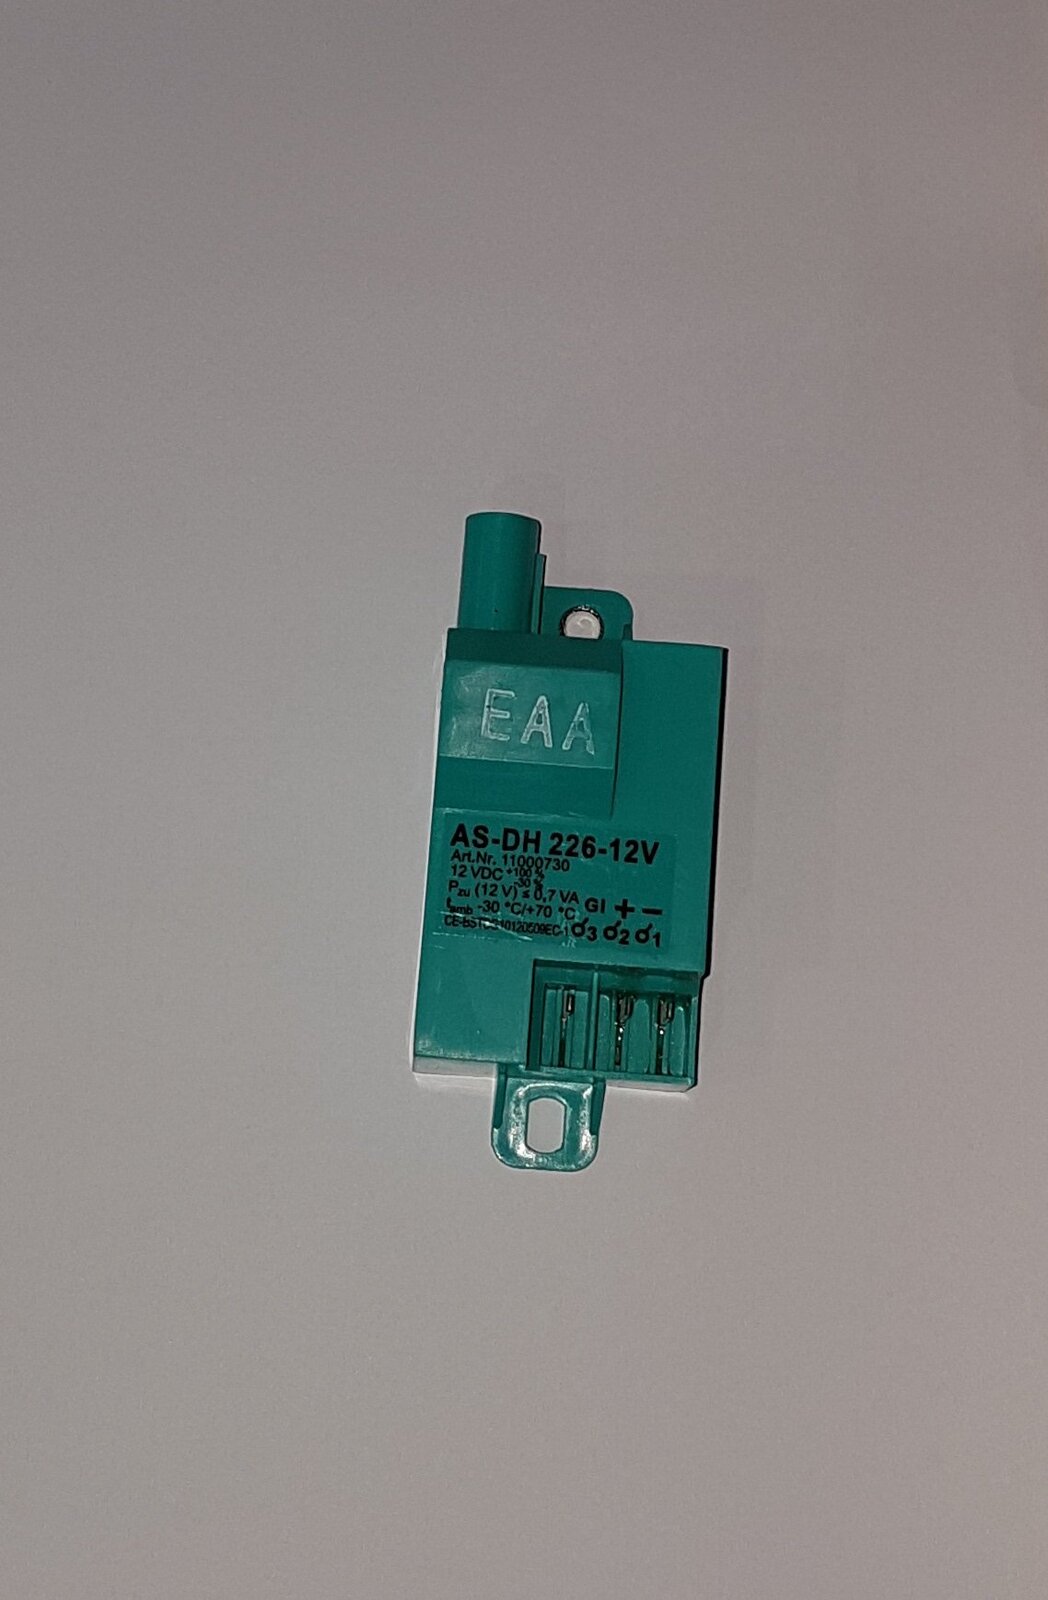 EAA
AS-DH 226-12V
Art.Nr. 11000730
12 VDC +100 % -30 %
Pzu (12 V) ≤ 0,7 VA GI + −
tamb -30 °C/+70 °C
3 2 1